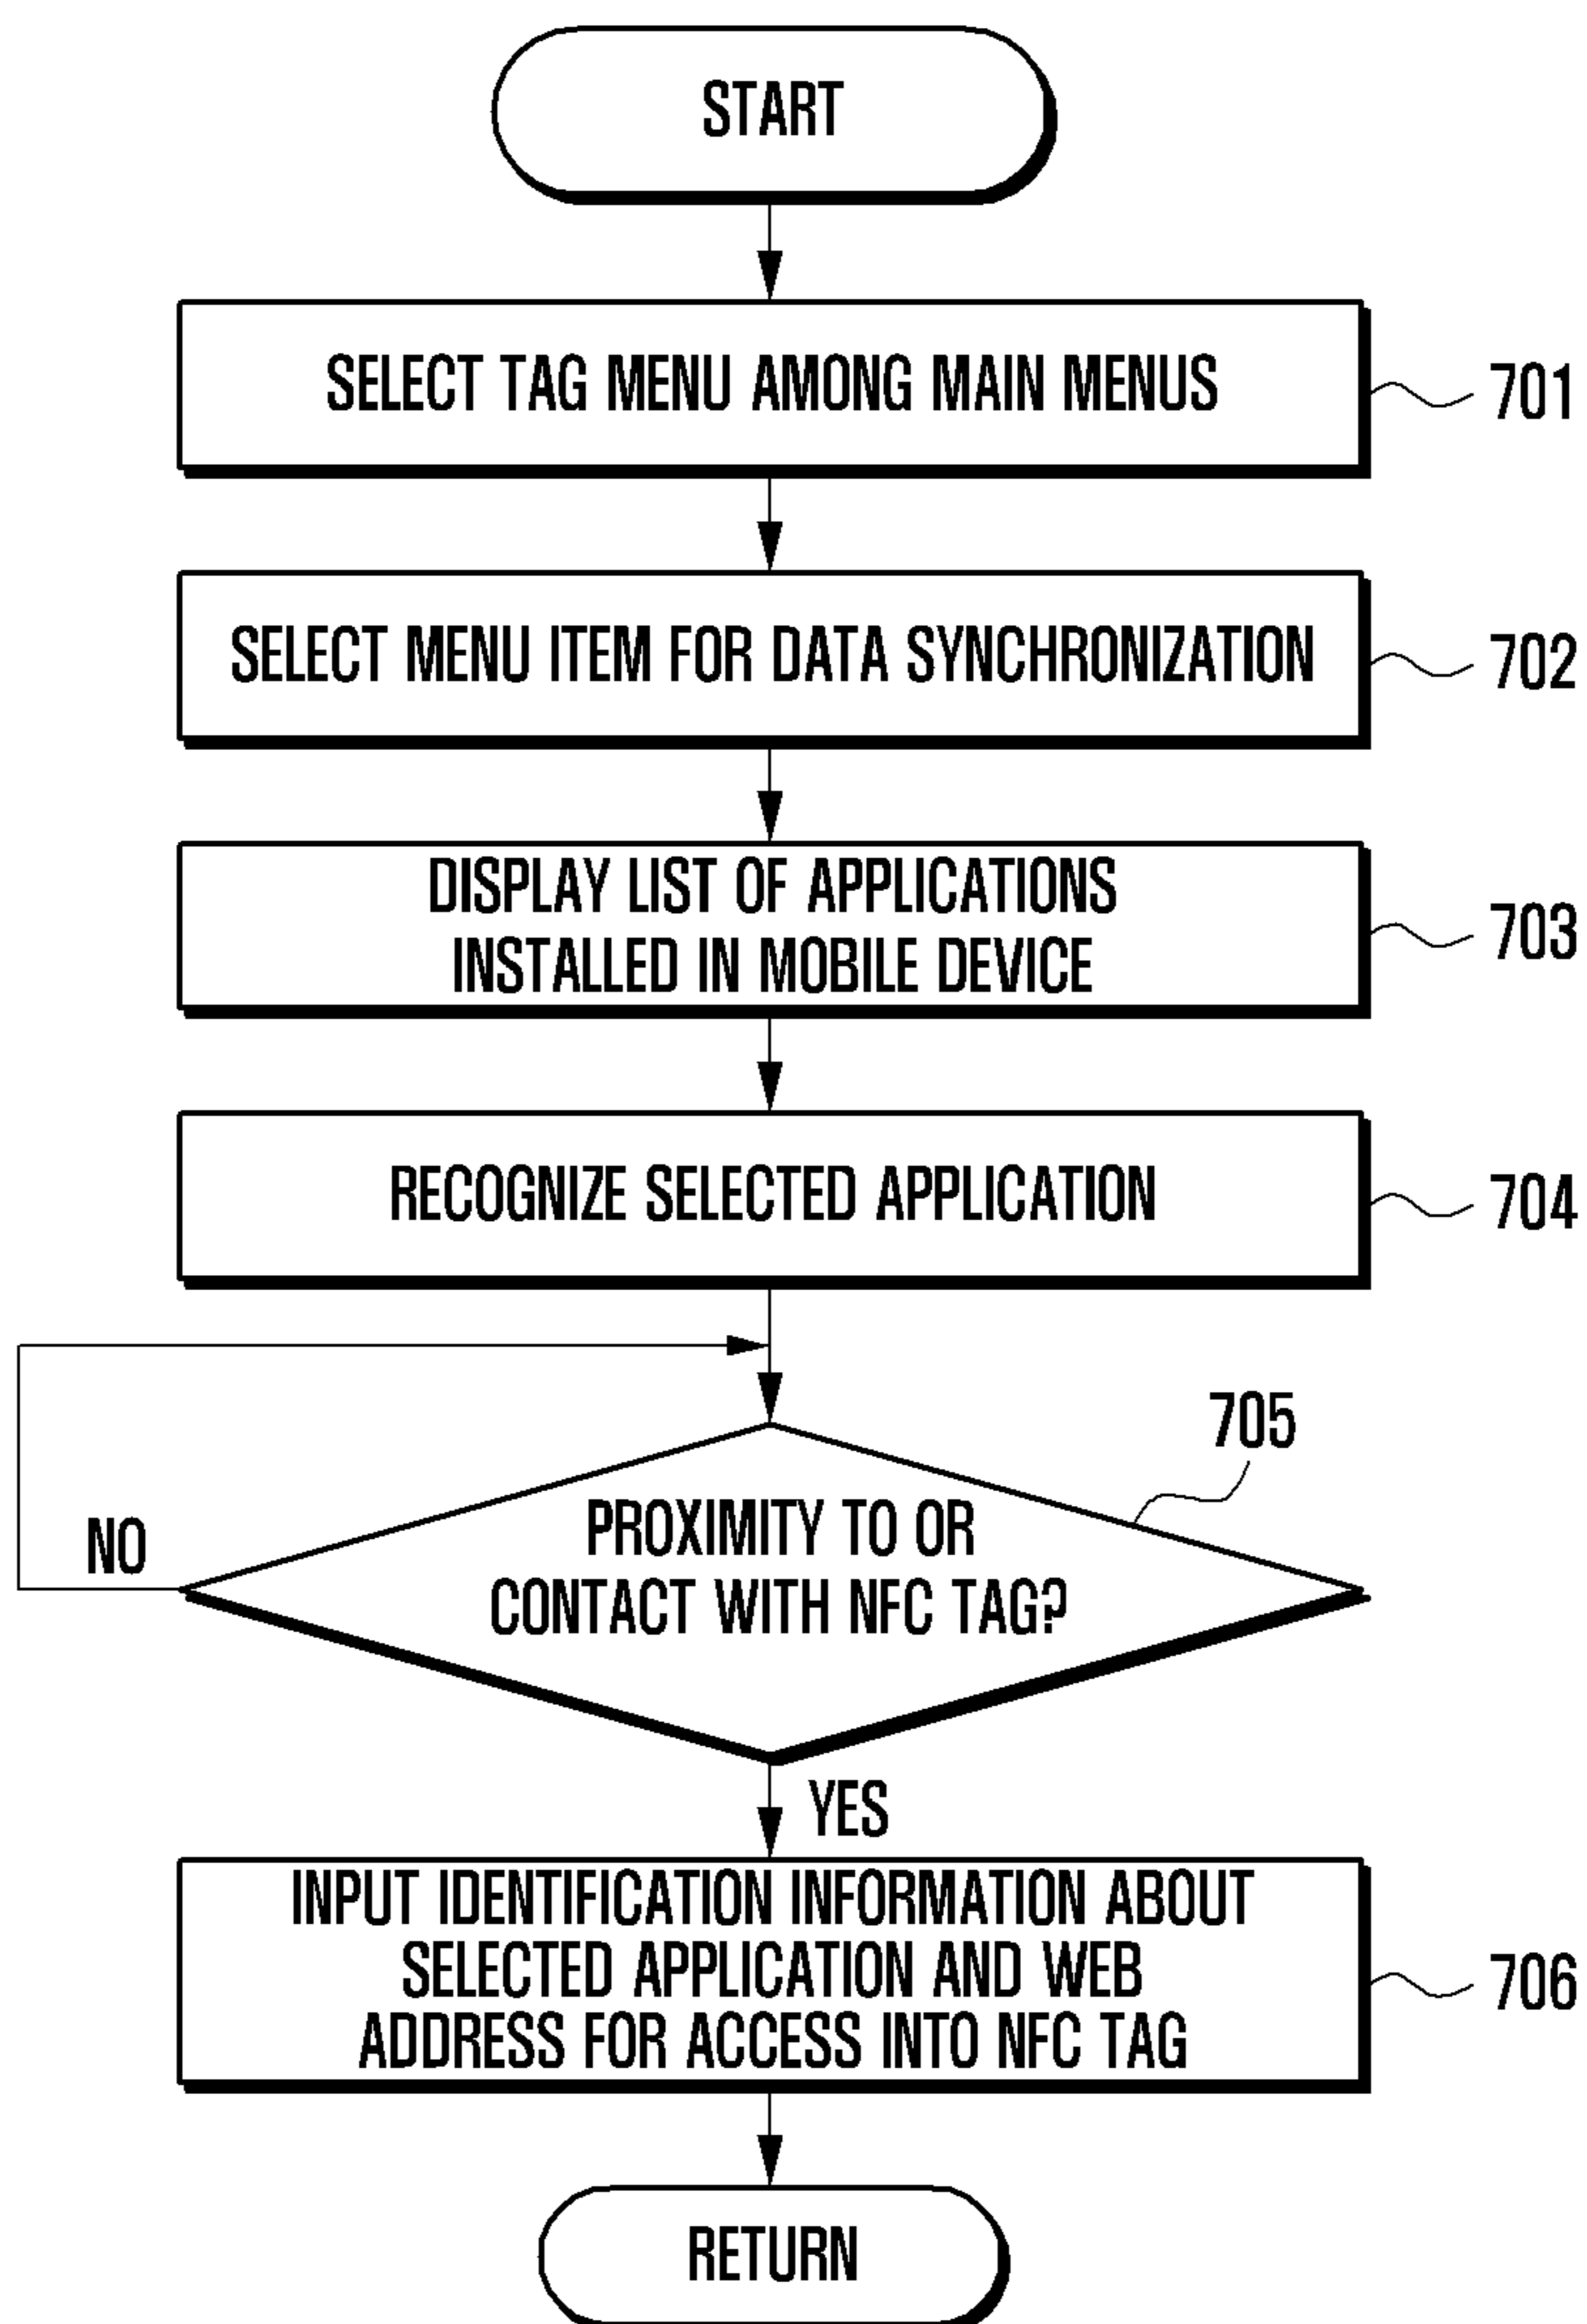 START
SELECT TAG MENU AMONG MAIN MENUS
701
SELECT MENU ITEM FOR DATA SYNCHRONIZATION
702
DISPLAY LIST OF APPLICATIONS
INSTALLED IN MOBILE DEVICE
703
RECOGNIZE SELECTED APPLICATION
704
705
PROXIMITY TO OR
CONTACT WITH NFC TAG?
NO
YES
INPUT IDENTIFICATION INFORMATION ABOUT
SELECTED APPLICATION AND WEB
ADDRESS FOR ACCESS INTO NFC TAG
706
RETURN